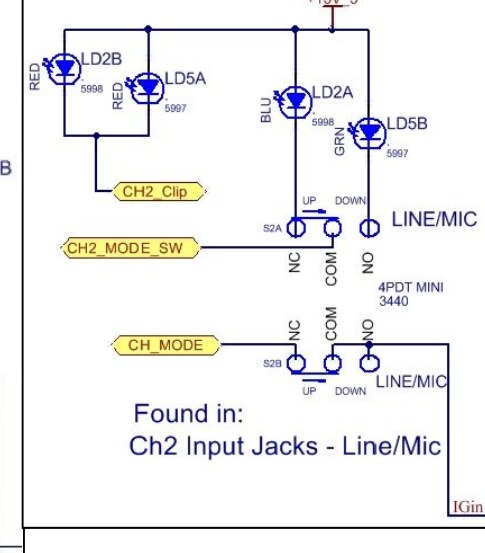 RED
LD2B
5998
RED
LD5A
5997
BLU
LD2A
5998
GRN
LD5B
5997
B
CH2_Clip
UP DOWN
S2A
LINE/MIC
CH2_MODE_SW
NC COM NO
4PDT MINI
3440
NC COM NO
CH_MODE
S2B
UP DOWN
LINE/MIC
Found in:
Ch2 Input Jacks - Line/Mic
IGin